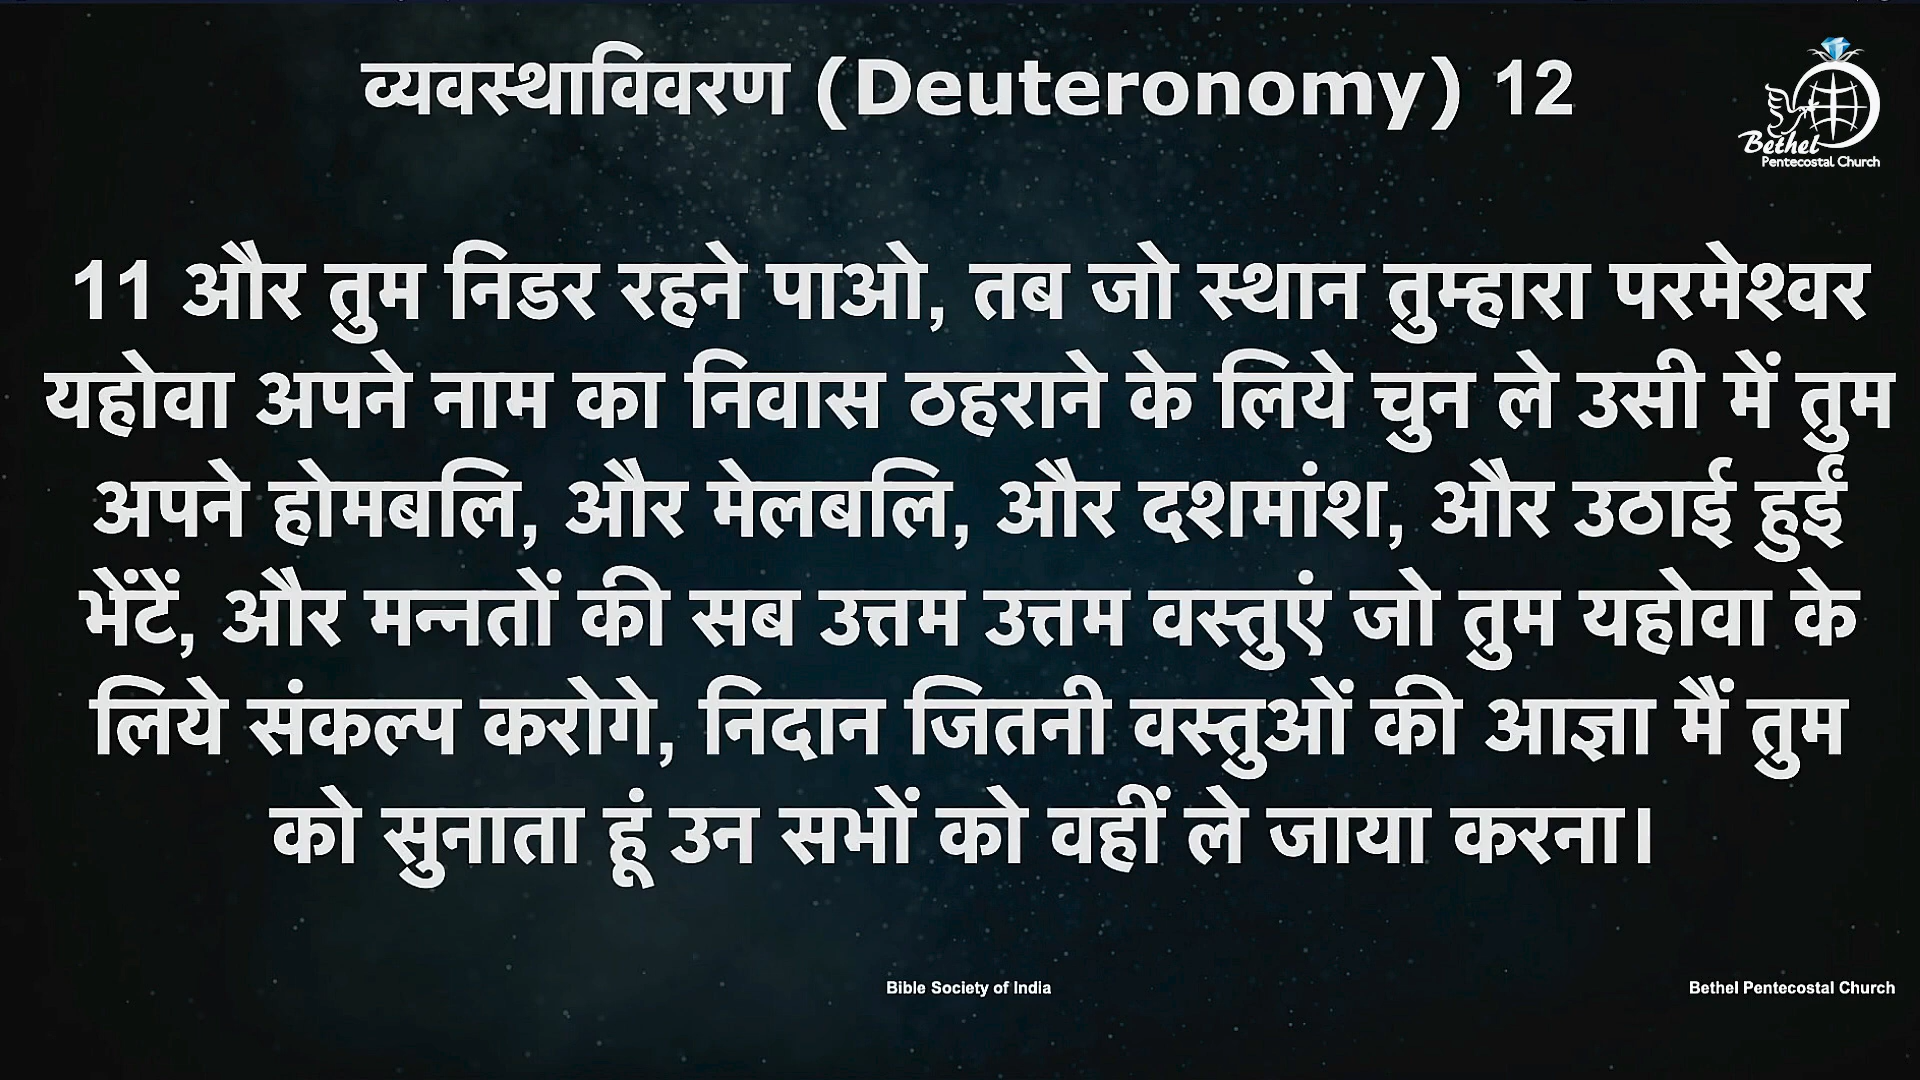 व्यवस्थाविवरण (Deuteronomy) 12
Bethel
Pentecostal Church
11 और तुम निडर रहने पाओ, तब जो स्थान तुम्हारा परमेश्वर
यहोवा अपने नाम का निवास ठहराने के लिये चुन ले उसी में तुम
अपने होमबलि, और मेलबलि, और दशमांश, और उठाई हुईं
भेंटें, और मन्नतों की सब उत्तम उत्तम वस्तुएं जो तुम यहोवा के
लिये संकल्प करोगे, निदान जितनी वस्तुओं की आज्ञा मैं तुम
को सुनाता हूं उन सभों को वहीं ले जाया करना।
Bible Society of India
Bethel Pentecostal Church